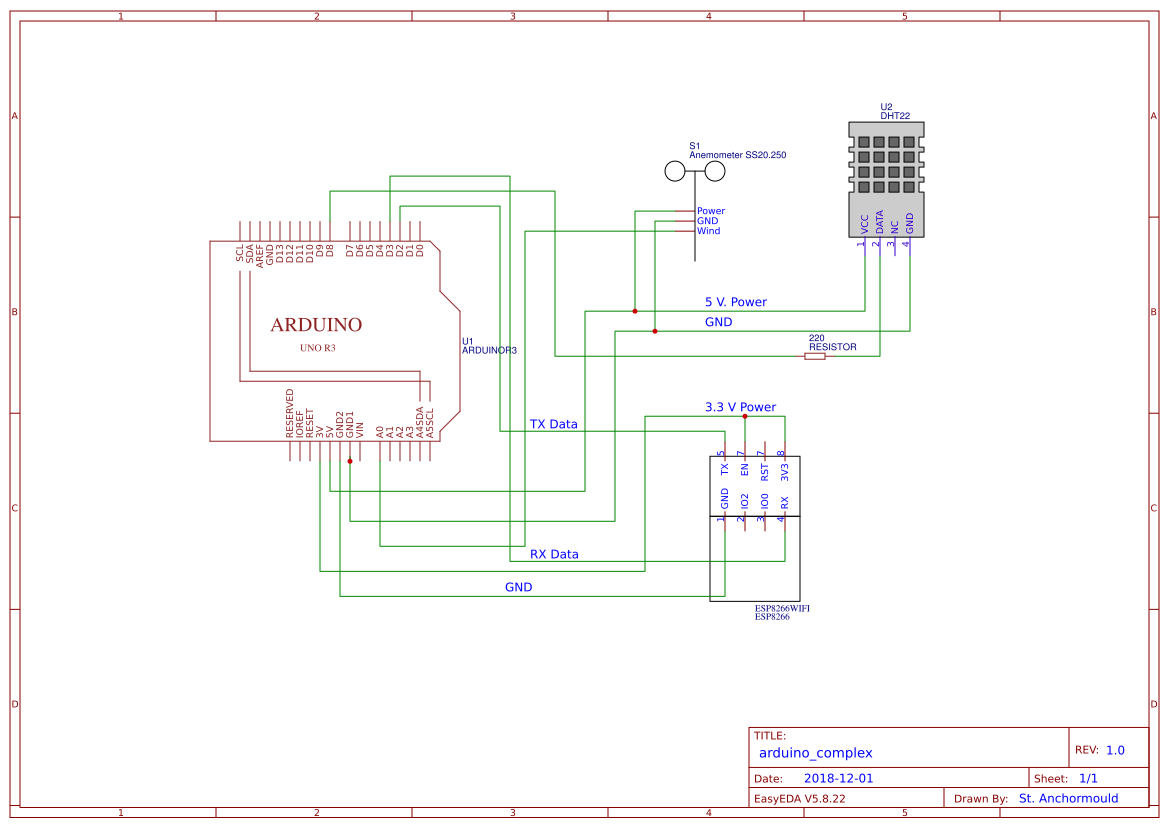 1 2 3 4 5
A A
B B
C C
D D
U2
DHT22
VCC
DATA
NC
GND
1
2
3
4
S1
Anemometer SS20.250
Power
GND
Wind
SCL
SDA
AREF
GND
D13
D12
D11
D10
D9
D8
D7
D6
D5
D4
D3
D2
D1
D0
ARDUINO
UNO R3
U1
ARDUINOR3
RESERVED
IOREF
RESET
3V
5V
GND2
GND1
VIN
A0
A1
A2
A3
A4SDA
A5SCL
5 V. Power
GND
220
RESISTOR
3.3 V Power
TX Data
5
7
7
8
TX
EN
RST
3V3
GND
IO2
IO0
RX
1
2
3
4
RX Data
GND
ESP8266WIFI
ESP8266
TITLE:
arduino_complex
REV: 1.0
Date: 2018-12-01
Sheet: 1/1
EasyEDA V5.8.22
Drawn By: St. Anchormould
1 2 3 4 5